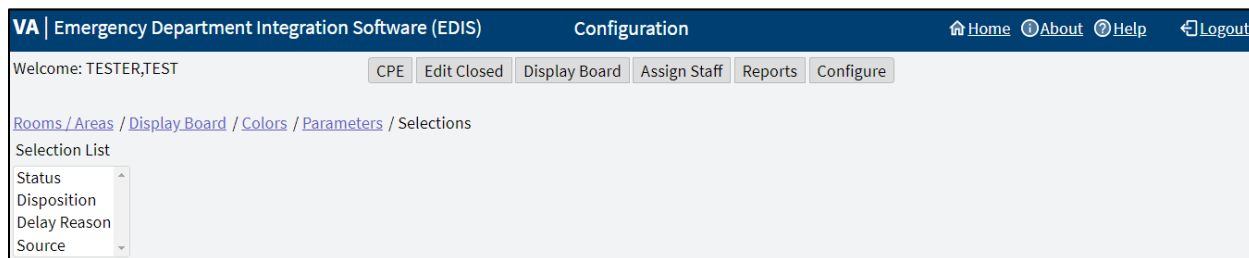 VA | Emergency Department Integration Software (EDIS) Configuration Home About Help Logout
Welcome: TESTER,TEST CPE Edit Closed Display Board Assign Staff Reports Configure
Rooms / Areas / Display Board / Colors / Parameters / Selections
Selection List
Status
Disposition
Delay Reason
Source